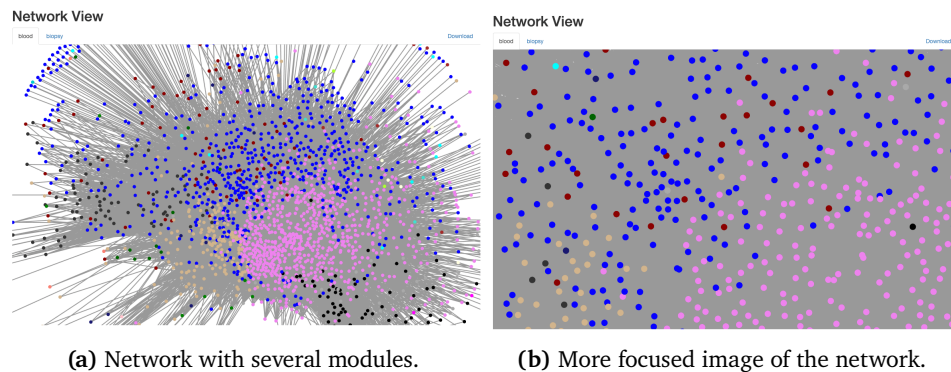 Network View
blood biopsy Download
Network View
blood biopsy Download
(a) Network with several modules.
(b) More focused image of the network.